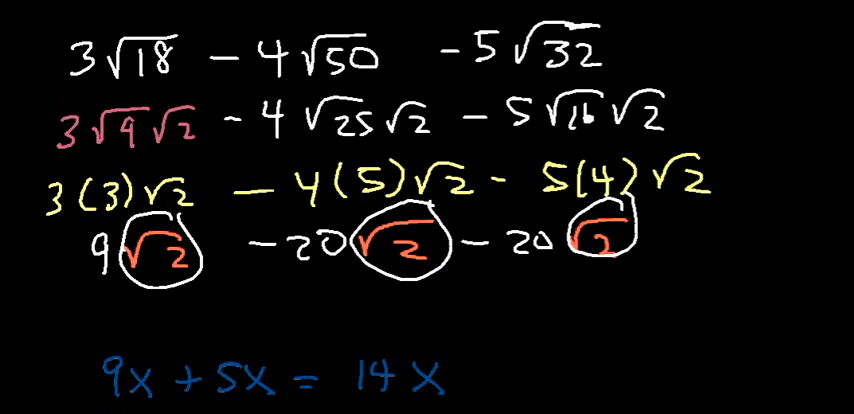 3√18 - 4√50 - 5√32
3√9√2 - 4√25√2 - 5√16√2
3(3)√2 - 4(5)√2 - 5(4)√2
9√2 - 20√2 - 20√2
9x + 5x = 14x